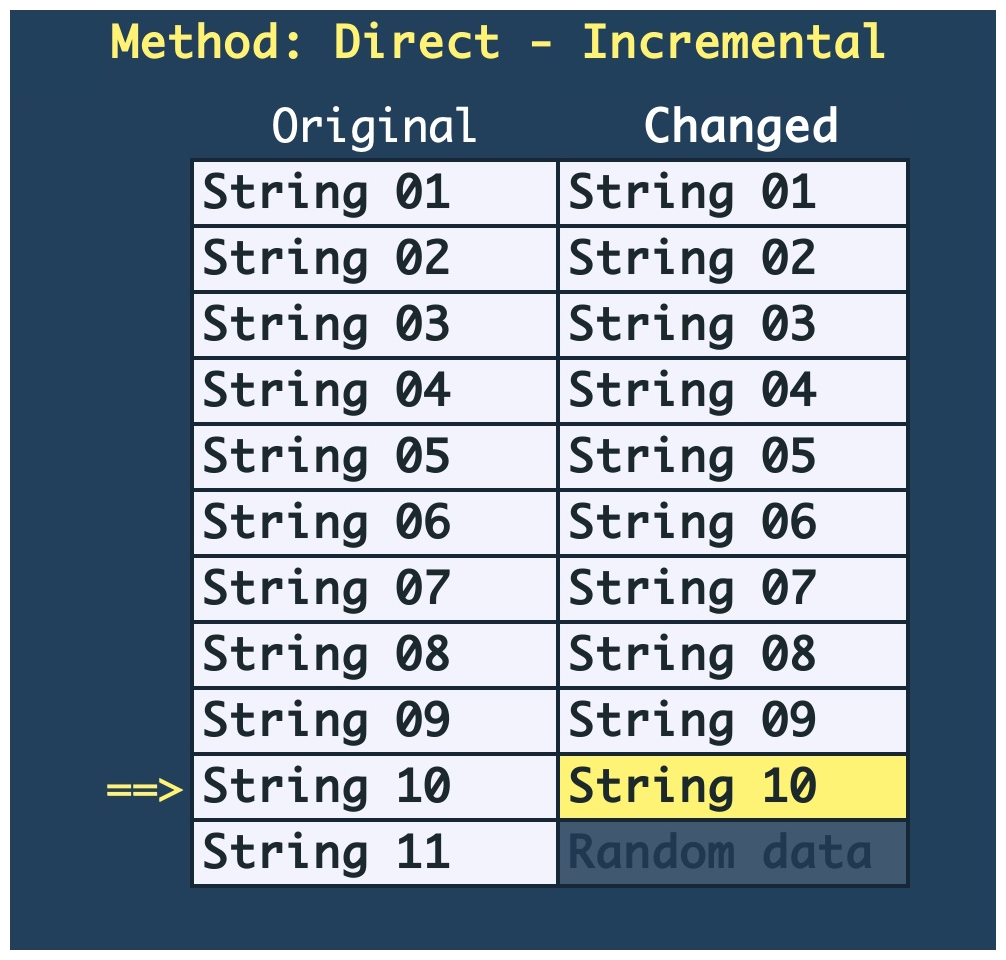 Method: Direct - Incremental
Original Changed
String 01 String 01
String 02 String 02
String 03 String 03
String 04 String 04
String 05 String 05
String 06 String 06
String 07 String 07
String 08 String 08
String 09 String 09
==> String 10 String 10
String 11 Random data